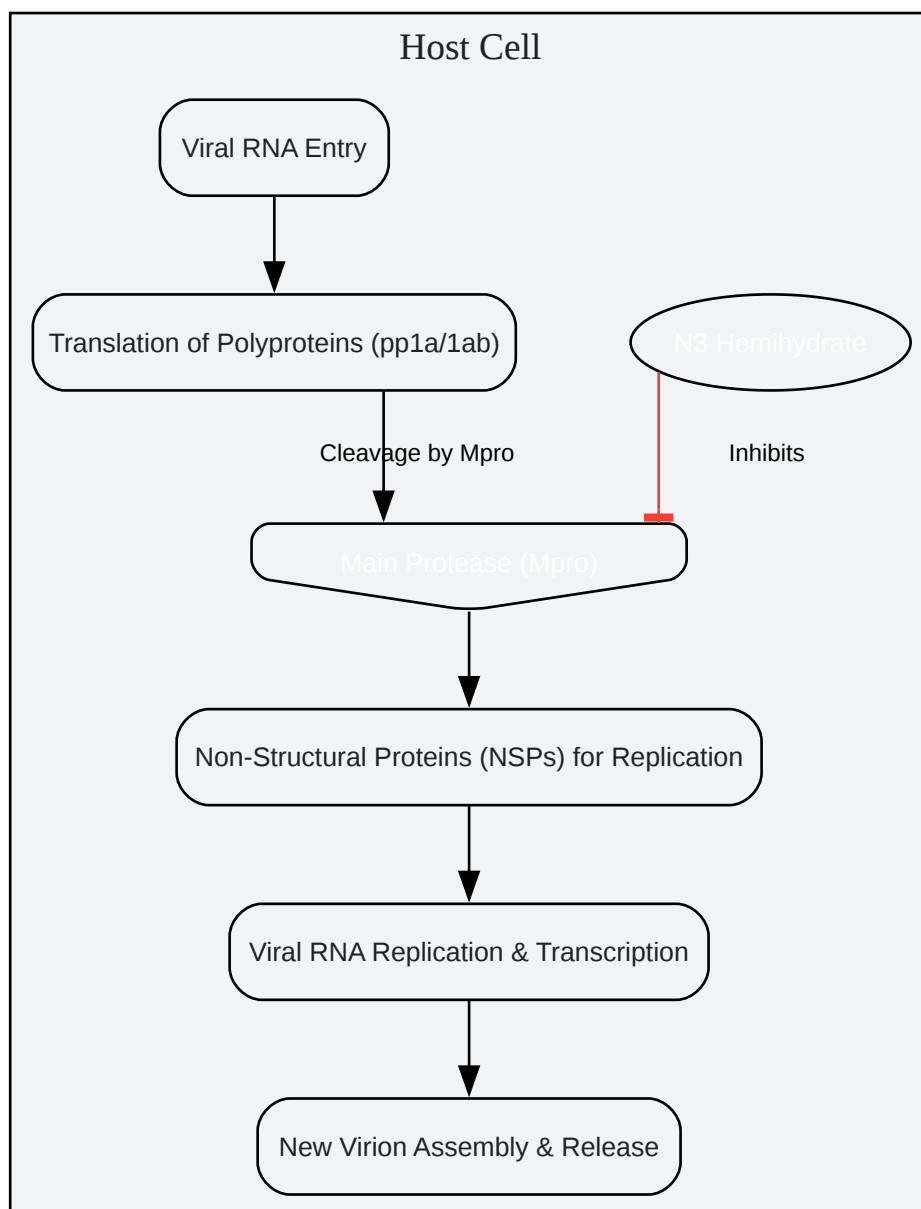 Host Cell
Viral RNA Entry
Translation of Polyproteins (pp1a/1ab)
N3 Hemihydrate
Cleavage by Mpro
Inhibits
Main Protease (Mpro)
Non-Structural Proteins (NSPs) for Replication
Viral RNA Replication & Transcription
New Virion Assembly & Release